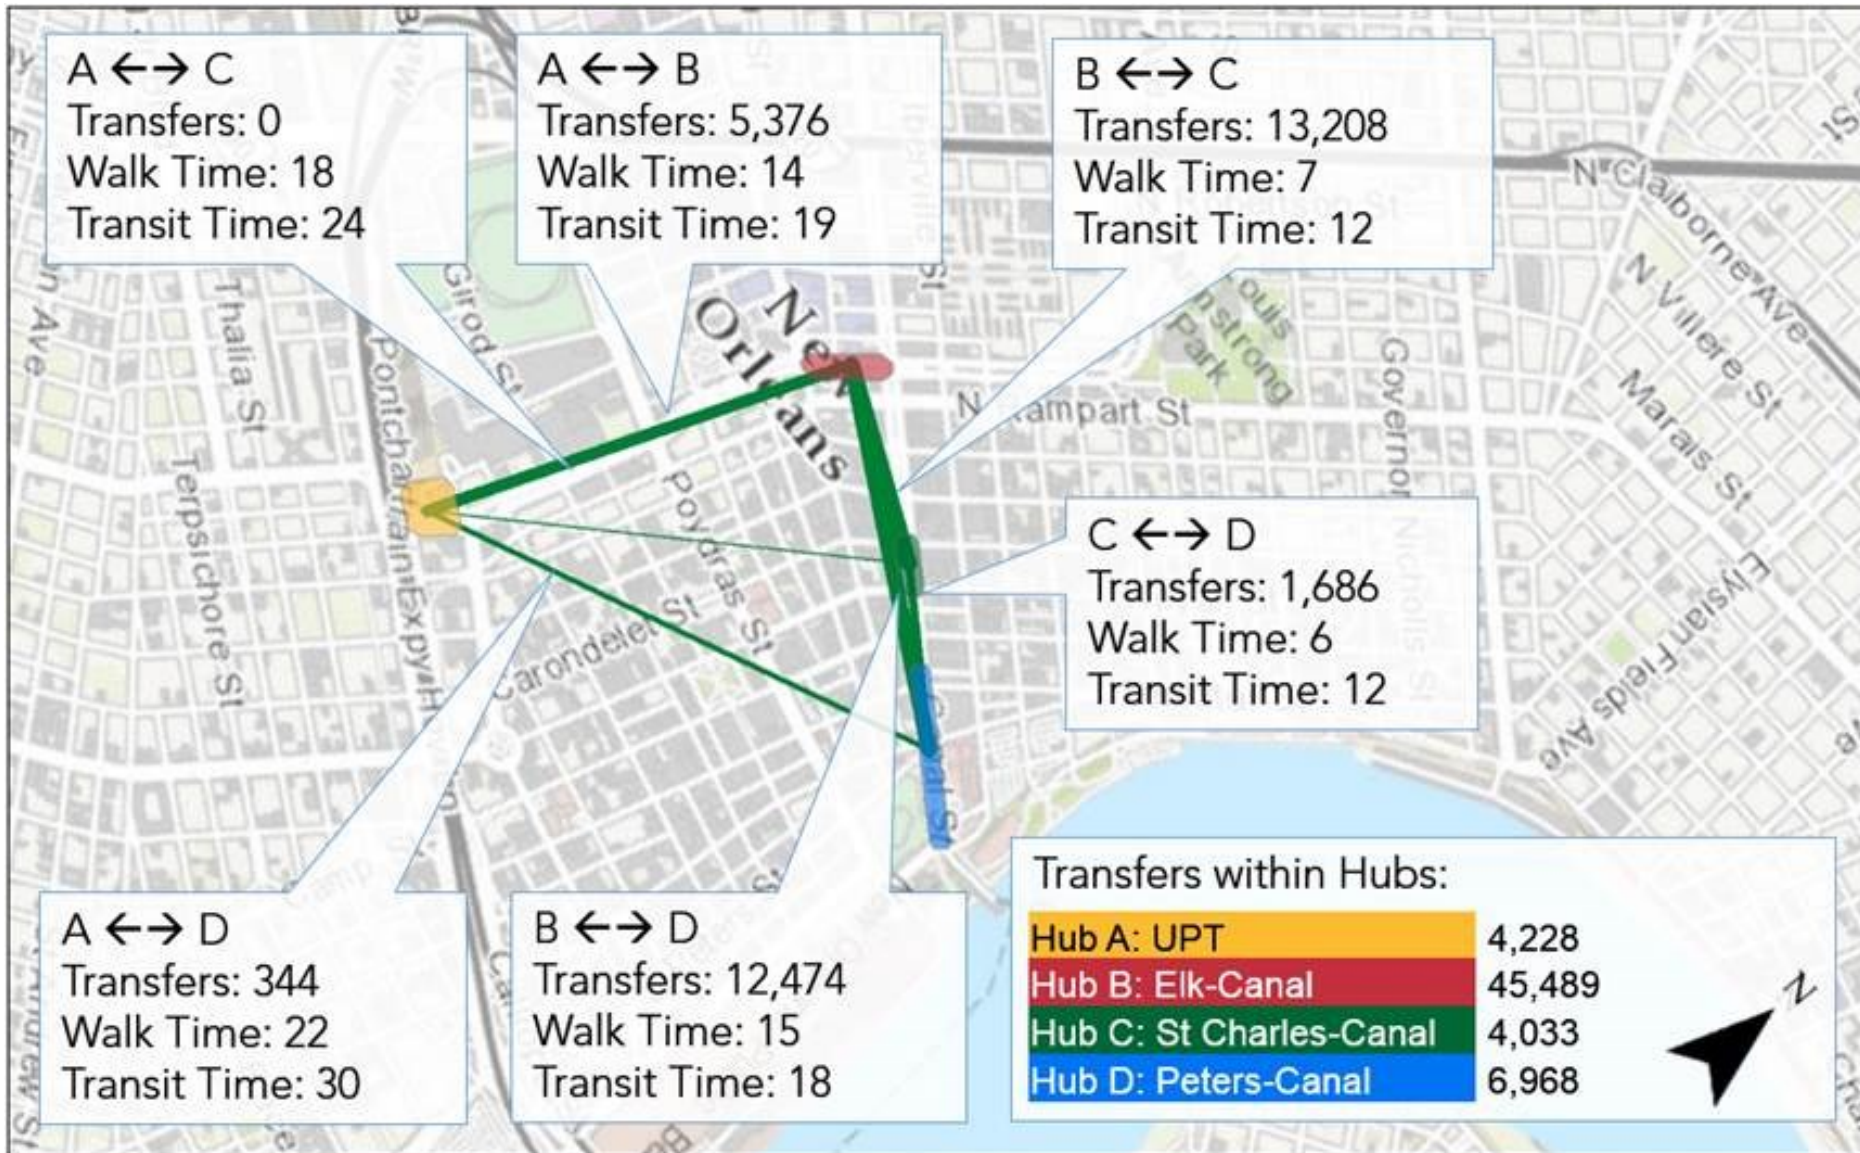 A ←→ C
Transfers: 0
Walk Time: 18
Transit Time: 24
A ←→ B
Transfers: 5,376
Walk Time: 14
Transit Time: 19
B ←→ C
Transfers: 13,208
Walk Time: 7
Transit Time: 12
N Claiborne Ave
N Villere St
Marais St
Thalia St
Girod St
New
Orleans
Park
Governor Nicholls St
Terpsichore St
Poydras St
Carondelet St
Elysian Fields Ave
Canal St
C ←→ D
Transfers: 1,686
Walk Time: 6
Transit Time: 12
A ←→ D
Transfers: 344
Walk Time: 22
Transit Time: 30
B ←→ D
Transfers: 12,474
Walk Time: 15
Transit Time: 18
Transfers within Hubs:
Hub A: UPT 4,228
Hub B: Elk-Canal 45,489
Hub C: St Charles-Canal 4,033
Hub D: Peters-Canal 6,968
N